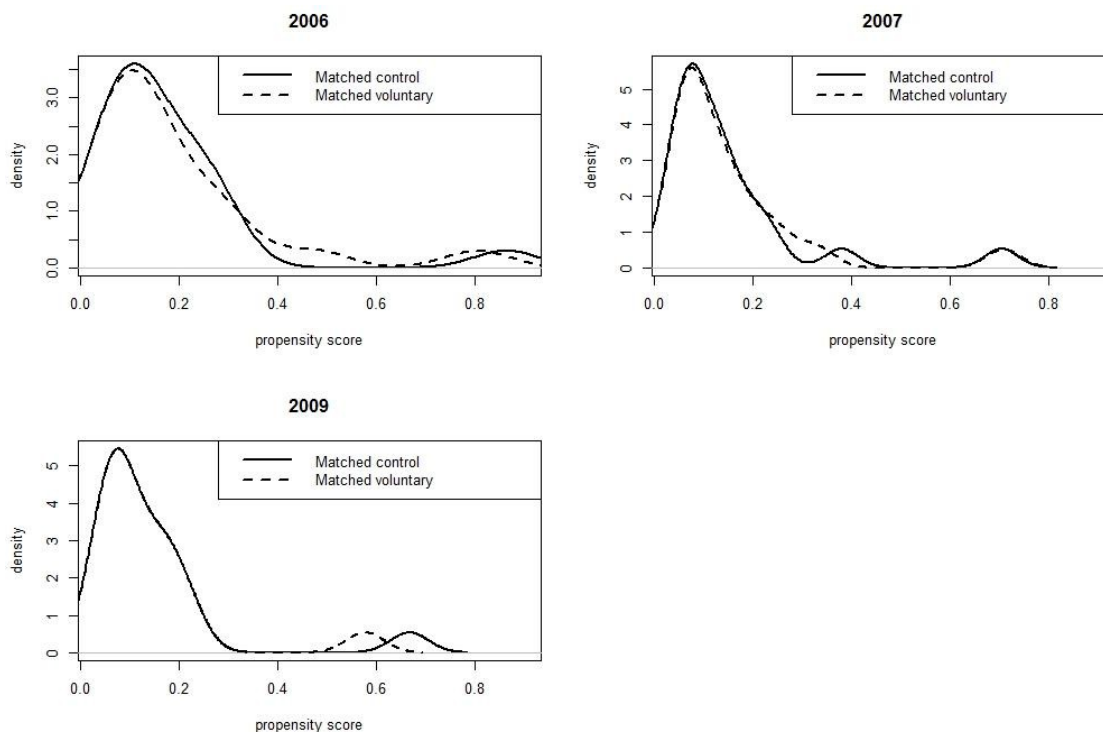 2006
Matched control
Matched voluntary
density
0.0 1.0 2.0 3.0
0.0 0.2 0.4 0.6 0.8
propensity score
2007
Matched control
Matched voluntary
density
0 1 2 3 4 5
0.0 0.2 0.4 0.6 0.8
propensity score
2009
Matched control
Matched voluntary
density
0 1 2 3 4 5
0.0 0.2 0.4 0.6 0.8
propensity score